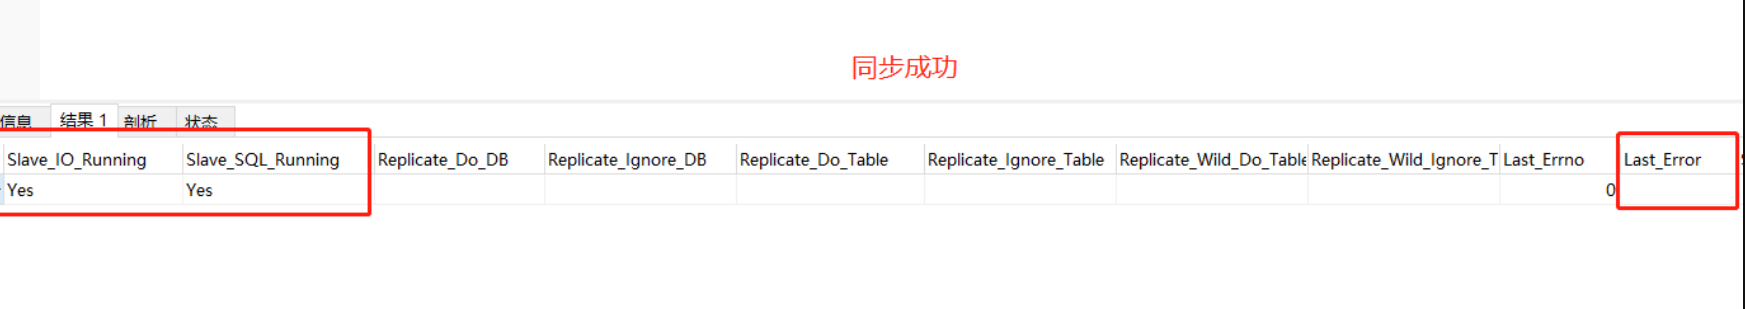 同步成功
信息 结果 1 剖析 状态
Slave_IO_Running Slave_SQL_Running Replicate_Do_DB Replicate_Ignore_DB Replicate_Do_Table Replicate_Ignore_Table Replicate_Wild_Do_Table Replicate_Wild_Ignore_T Last_Errno Last_Error
Yes Yes 0